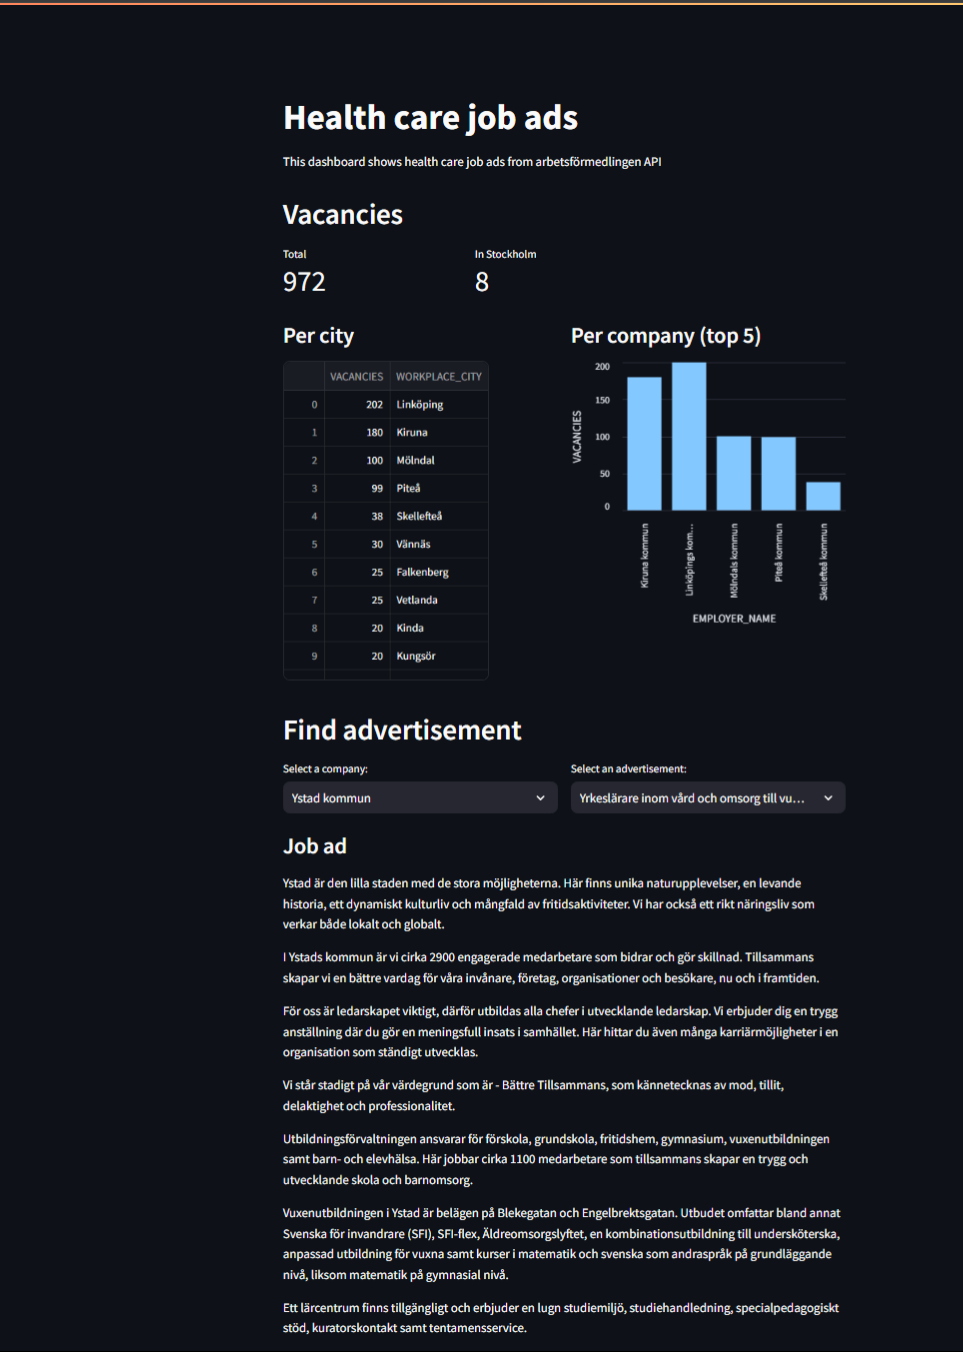 Health care job ads
This dashboard shows health care job ads from arbetsförmedlingen API
Vacancies
Total
972
In Stockholm
8
Per city
VACANCIES WORKPLACE_CITY
0 202 Linköping
1 180 Kiruna
2 100 Mölndal
3 99 Piteå
4 38 Skellefteå
5 30 Vännäs
6 25 Falkenberg
7 25 Vetlanda
8 20 Kinda
9 20 Kungsör
Per company (top 5)
200
150
100
50
0
VACANCIES
Kiruna kommun
Linköpings kom…
Mölndals kommun
Piteå kommun
Skellefteå kommun
EMPLOYER_NAME
Find advertisement
Select a company:
Ystad kommun
Select an advertisement:
Yrkeslärare inom vård och omsorg till vu…
Job ad
Ystad är den lilla staden med de stora möjligheterna. Här finns unika naturupplevelser, en levande
historia, ett dynamiskt kulturliv och mångfald av fritidsaktiviteter. Vi har också ett rikt näringsliv som
verkar både lokalt och globalt.
I Ystads kommun är vi cirka 2900 engagerade medarbetare som bidrar och gör skillnad. Tillsammans
skapar vi en bättre vardag för våra invånare, företag, organisationer och besökare, nu och i framtiden.
För oss är ledarskapet viktigt, därför utbildas alla chefer i utvecklande ledarskap. Vi erbjuder dig en trygg
anställning där du gör en meningsfull insats i samhället. Här hittar du även många karriärmöjligheter i en
organisation som ständigt utvecklas.
Vi står stadigt på vår värdegrund som är - Bättre Tillsammans, som kännetecknas av mod, tillit,
delaktighet och professionalitet.
Utbildningsförvaltningen ansvarar för förskola, grundskola, fritidshem, gymnasium, vuxenutbildningen
samt barn- och elevhälsa. Här jobbar cirka 1100 medarbetare som tillsammans skapar en trygg och
utvecklande skola och barnomsorg.
Vuxenutbildningen i Ystad är belägen på Blekegatan och Engelbrektsgatan. Utbudet omfattar bland annat
Svenska för invandrare (SFI), SFI-flex, Äldreomsorgslyftet, en kombinationsutbildning till undersköterska,
anpassad utbildning för vuxna samt kurser i matematik och svenska som andraspråk på grundläggande
nivå, liksom matematik på gymnasial nivå.
Ett lärcentrum finns tillgängligt och erbjuder en lugn studiemiljö, studiehandledning, specialpedagogiskt
stöd, kuratorskontakt samt tentamensservice.